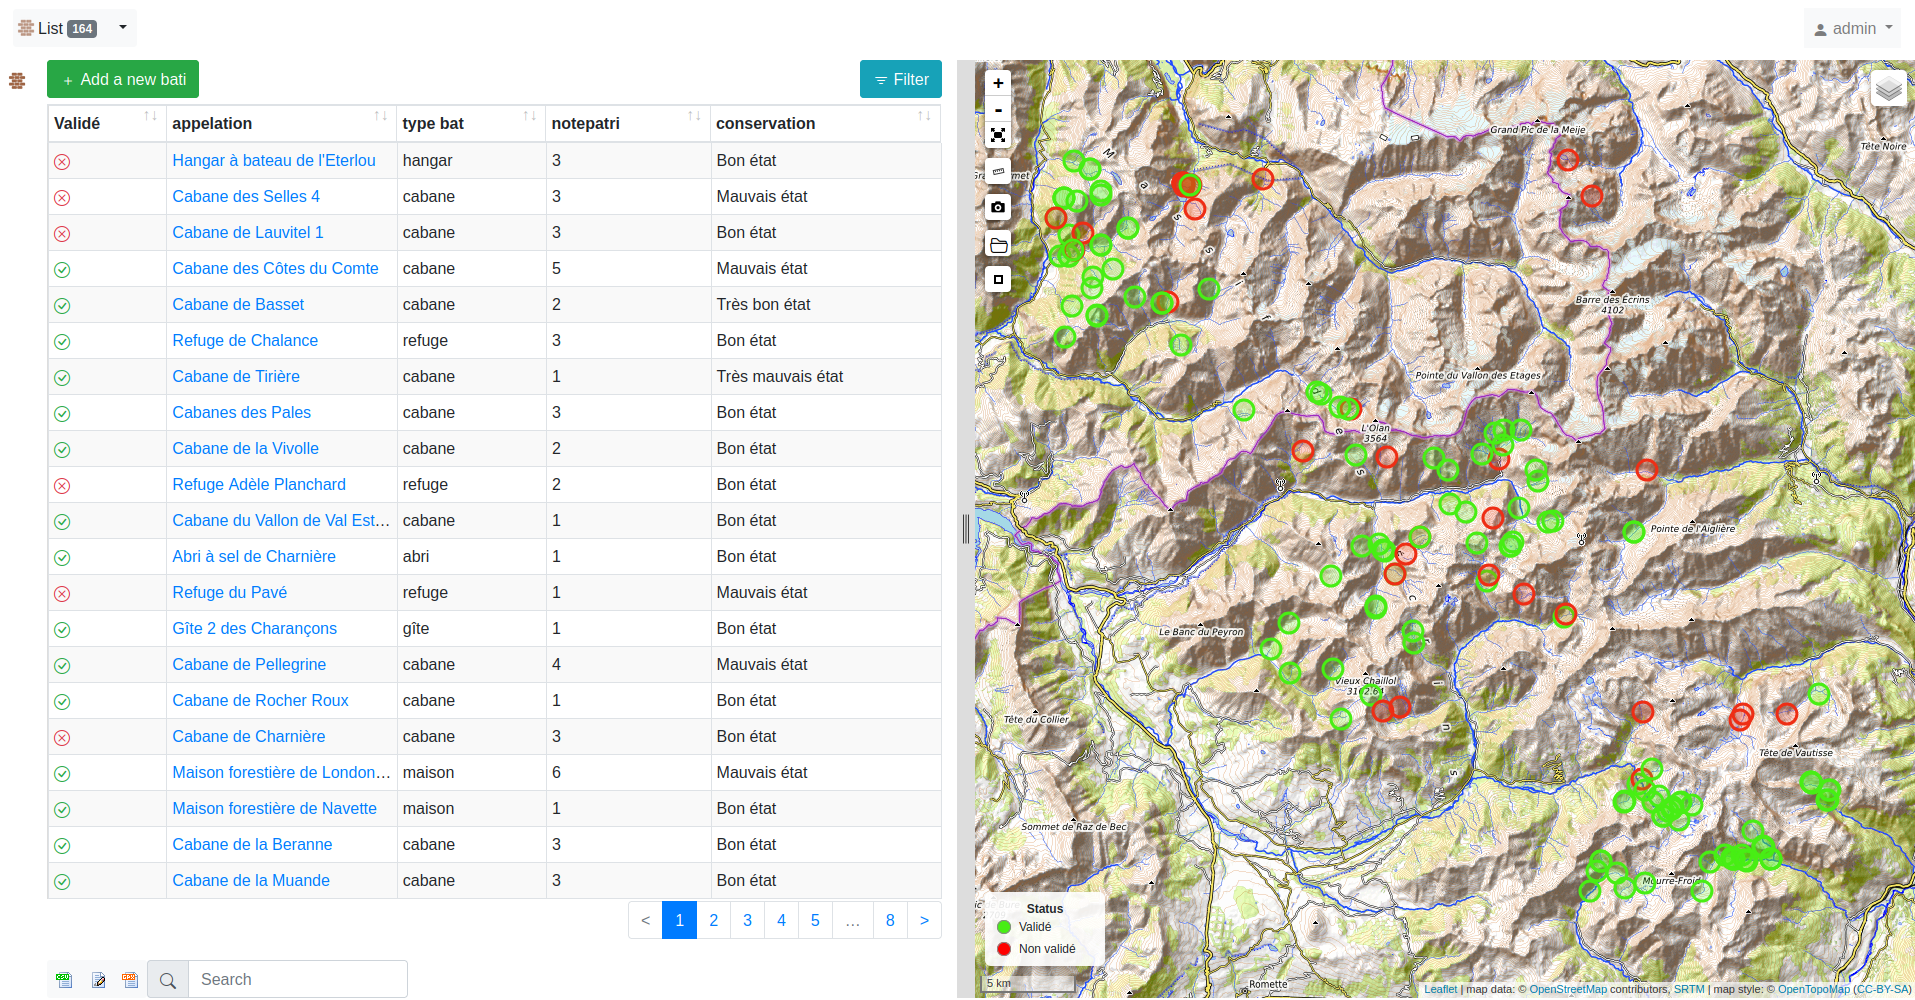 List 164
admin
+ Add a new bati
Filter
Validé appelation type bat notepatri conservation
Hangar à bateau de l'Eterlou hangar 3 Bon état
Cabane des Selles 4 cabane 3 Mauvais état
Cabane de Lauvitel 1 cabane 3 Bon état
Cabane des Côtes du Comte cabane 5 Mauvais état
Cabane de Basset cabane 2 Très bon état
Refuge de Chalance refuge 3 Bon état
Cabane de Tirière cabane 1 Très mauvais état
Cabanes des Pales cabane 3 Bon état
Cabane de la Vivolle cabane 2 Bon état
Refuge Adèle Planchard refuge 2 Bon état
Cabane du Vallon de Val Est... cabane 1 Bon état
Abri à sel de Charnière abri 1 Bon état
Refuge du Pavé refuge 1 Mauvais état
Gîte 2 des Charançons gîte 1 Bon état
Cabane de Pellegrine cabane 4 Mauvais état
Cabane de Rocher Roux cabane 1 Bon état
Cabane de Charnière cabane 3 Bon état
Maison forestière de London... maison 6 Mauvais état
Maison forestière de Navette maison 1 Bon état
Cabane de la Beranne cabane 3 Bon état
Cabane de la Muande cabane 3 Bon état
< 1 2 3 4 5 ... 8 >
Search
+
-
Grand Pic de la Meije
Tête Noire
Barre des Écrins
4102
Pointe du Vallon des Etages
L'Olan
3564
Pointe de l'Aiglière
Le Banc du Peyron
Vieux Chaillol
3162.64
Tête du Collier
Tête de Vautisse
Sommet de Raz de Bec
Mourre-Froid
Romette
Status
Validé
Non validé
5 km
Leaflet | map data: © OpenStreetMap contributors, SRTM | map style: © OpenTopoMap (CC-BY-SA)